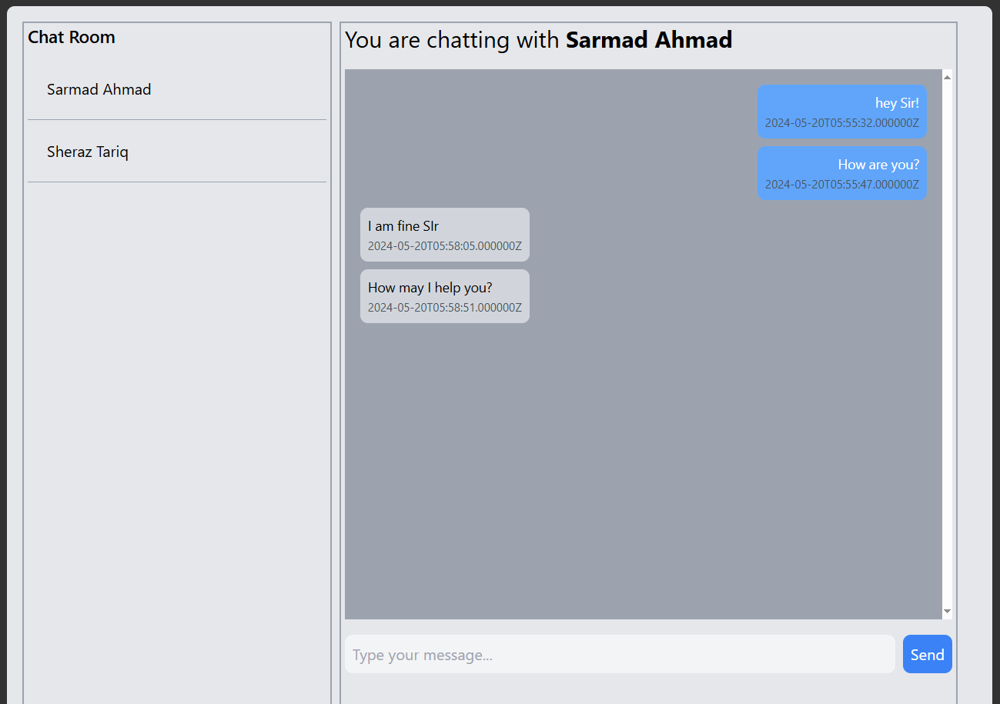 Chat Room
Sarmad Ahmad
Sheraz Tariq
You are chatting with Sarmad Ahmad
hey Sir!
2024-05-20T05:55:32.000000Z
How are you?
2024-05-20T05:55:47.000000Z
I am fine SIr
2024-05-20T05:58:05.000000Z
How may I help you?
2024-05-20T05:58:51.000000Z
Type your message...
Send